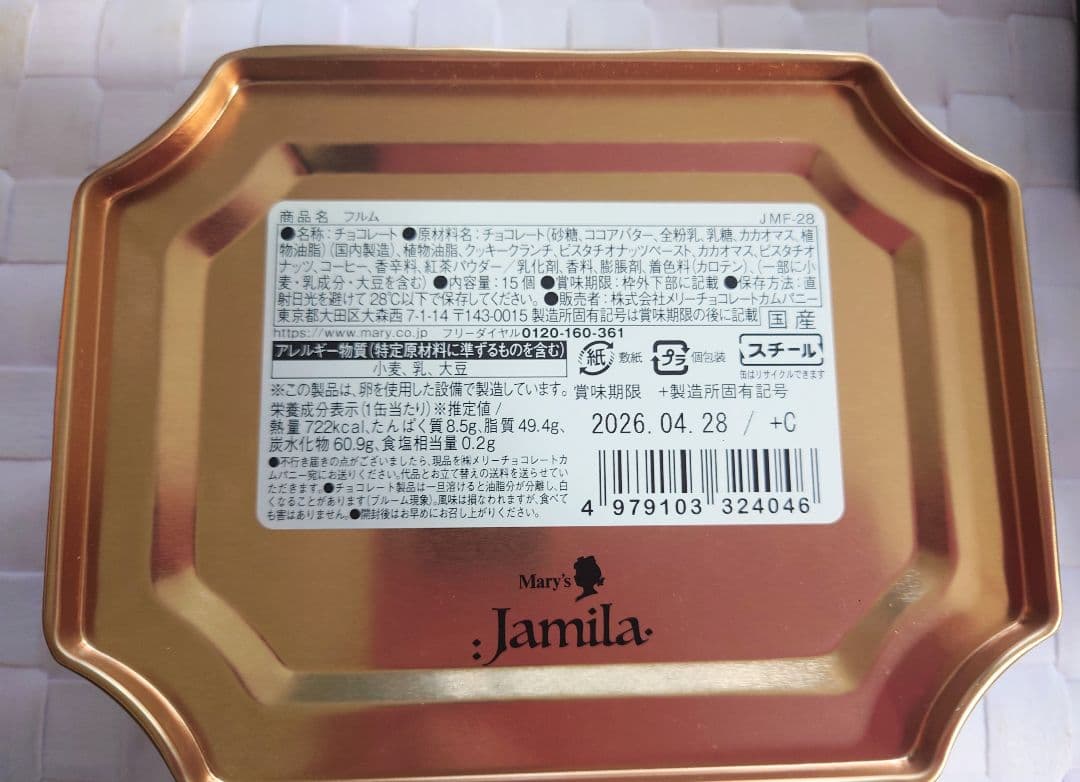 商品名 フルム JMF-28
●名称：チョコレート ●原材料名：チョコレート（砂糖、ココアバター、全粉乳、乳糖、カカオマス、植
物油脂）（国内製造）、植物油脂、クッキークランチ、ピスタチオナッツペースト、カカオマス、ピスタチオ
ナッツ、コーヒー、香辛料、紅茶パウダー／乳化剤、香料、膨脹剤、着色料（カロテン）、（一部に小
麦・乳成分・大豆を含む） ●内容量：15個 ●賞味期限：枠外下部に記載 ●保存方法：直
射日光を避けて28℃以下で保存してください。 ●販売者：株式会社メリーチョコレートカムパニー
東京都大田区大森西7-1-14 〒143-0015 製造所固有記号は賞味期限の後に記載 国産
https://www.mary.co.jp フリーダイヤル0120-160-361
アレルギー物質（特定原材料に準ずるものを含む）
小麦、乳、大豆
紙 敷紙 プラ 個包装 スチール
缶はリサイクルできます
※この製品は、卵を使用した設備で製造しています。
賞味期限 +製造所固有記号
2026.04.28 / +C
栄養成分表示（1缶当たり）※推定値／
熱量 722kcal、たんぱく質 8.5g、脂質 49.4g、
炭水化物 60.9g、食塩相当量 0.2g
●不行き届きの点がございましたら、現品を㈱メリーチョコレートカ
ムパニー宛にお送りください。代品とお立て替えの送料を送らせてい
ただきます。●チョコレート製品は一旦溶けると油脂分が分離し、白
くなることがあります（ブルーム現象）。風味は損なわれますが、食べて
も害はありません。●開封後はお早めにお召し上がりください。
4 979103 324046
Mary's
:Jamila.